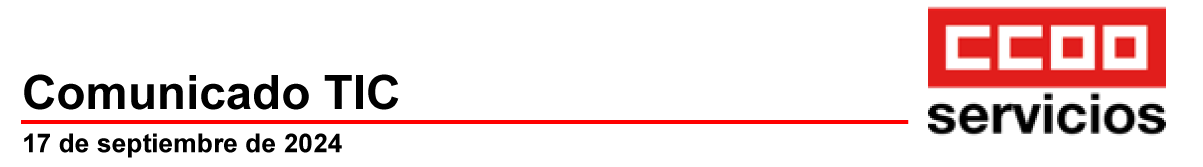 CCOO
servicios
Comunicado TIC
17 de septiembre de 2024